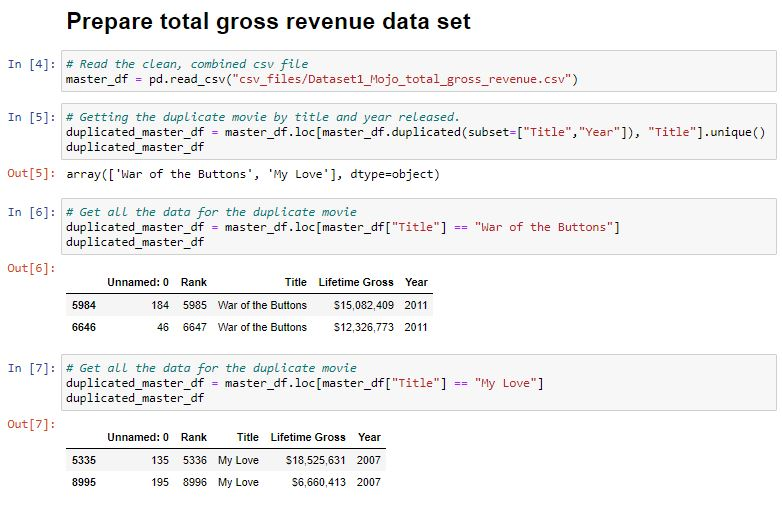 Prepare total gross revenue data set
In [4]: # Read the clean, combined csv file
master_df = pd.read_csv("csv_files/Dataset1_Mojo_total_gross_revenue.csv")
In [5]: # Getting the duplicate movie by title and year released.
duplicated_master_df = master_df.loc[master_df.duplicated(subset=["Title","Year"]), "Title"].unique()
duplicated_master_df
Out[5]: array(['War of the Buttons', 'My Love'], dtype=object)
In [6]: # Get all the data for the duplicate movie
duplicated_master_df = master_df.loc[master_df["Title"] == "War of the Buttons"]
duplicated_master_df
Out[6]:
Unnamed: 0 Rank Title Lifetime Gross Year
5984 184 5985 War of the Buttons $15,082,409 2011
6646 46 6647 War of the Buttons $12,326,773 2011
In [7]: # Get all the data for the duplicate movie
duplicated_master_df = master_df.loc[master_df["Title"] == "My Love"]
duplicated_master_df
Out[7]:
Unnamed: 0 Rank Title Lifetime Gross Year
5335 135 5336 My Love $18,525,631 2007
8995 195 8996 My Love $6,660,413 2007